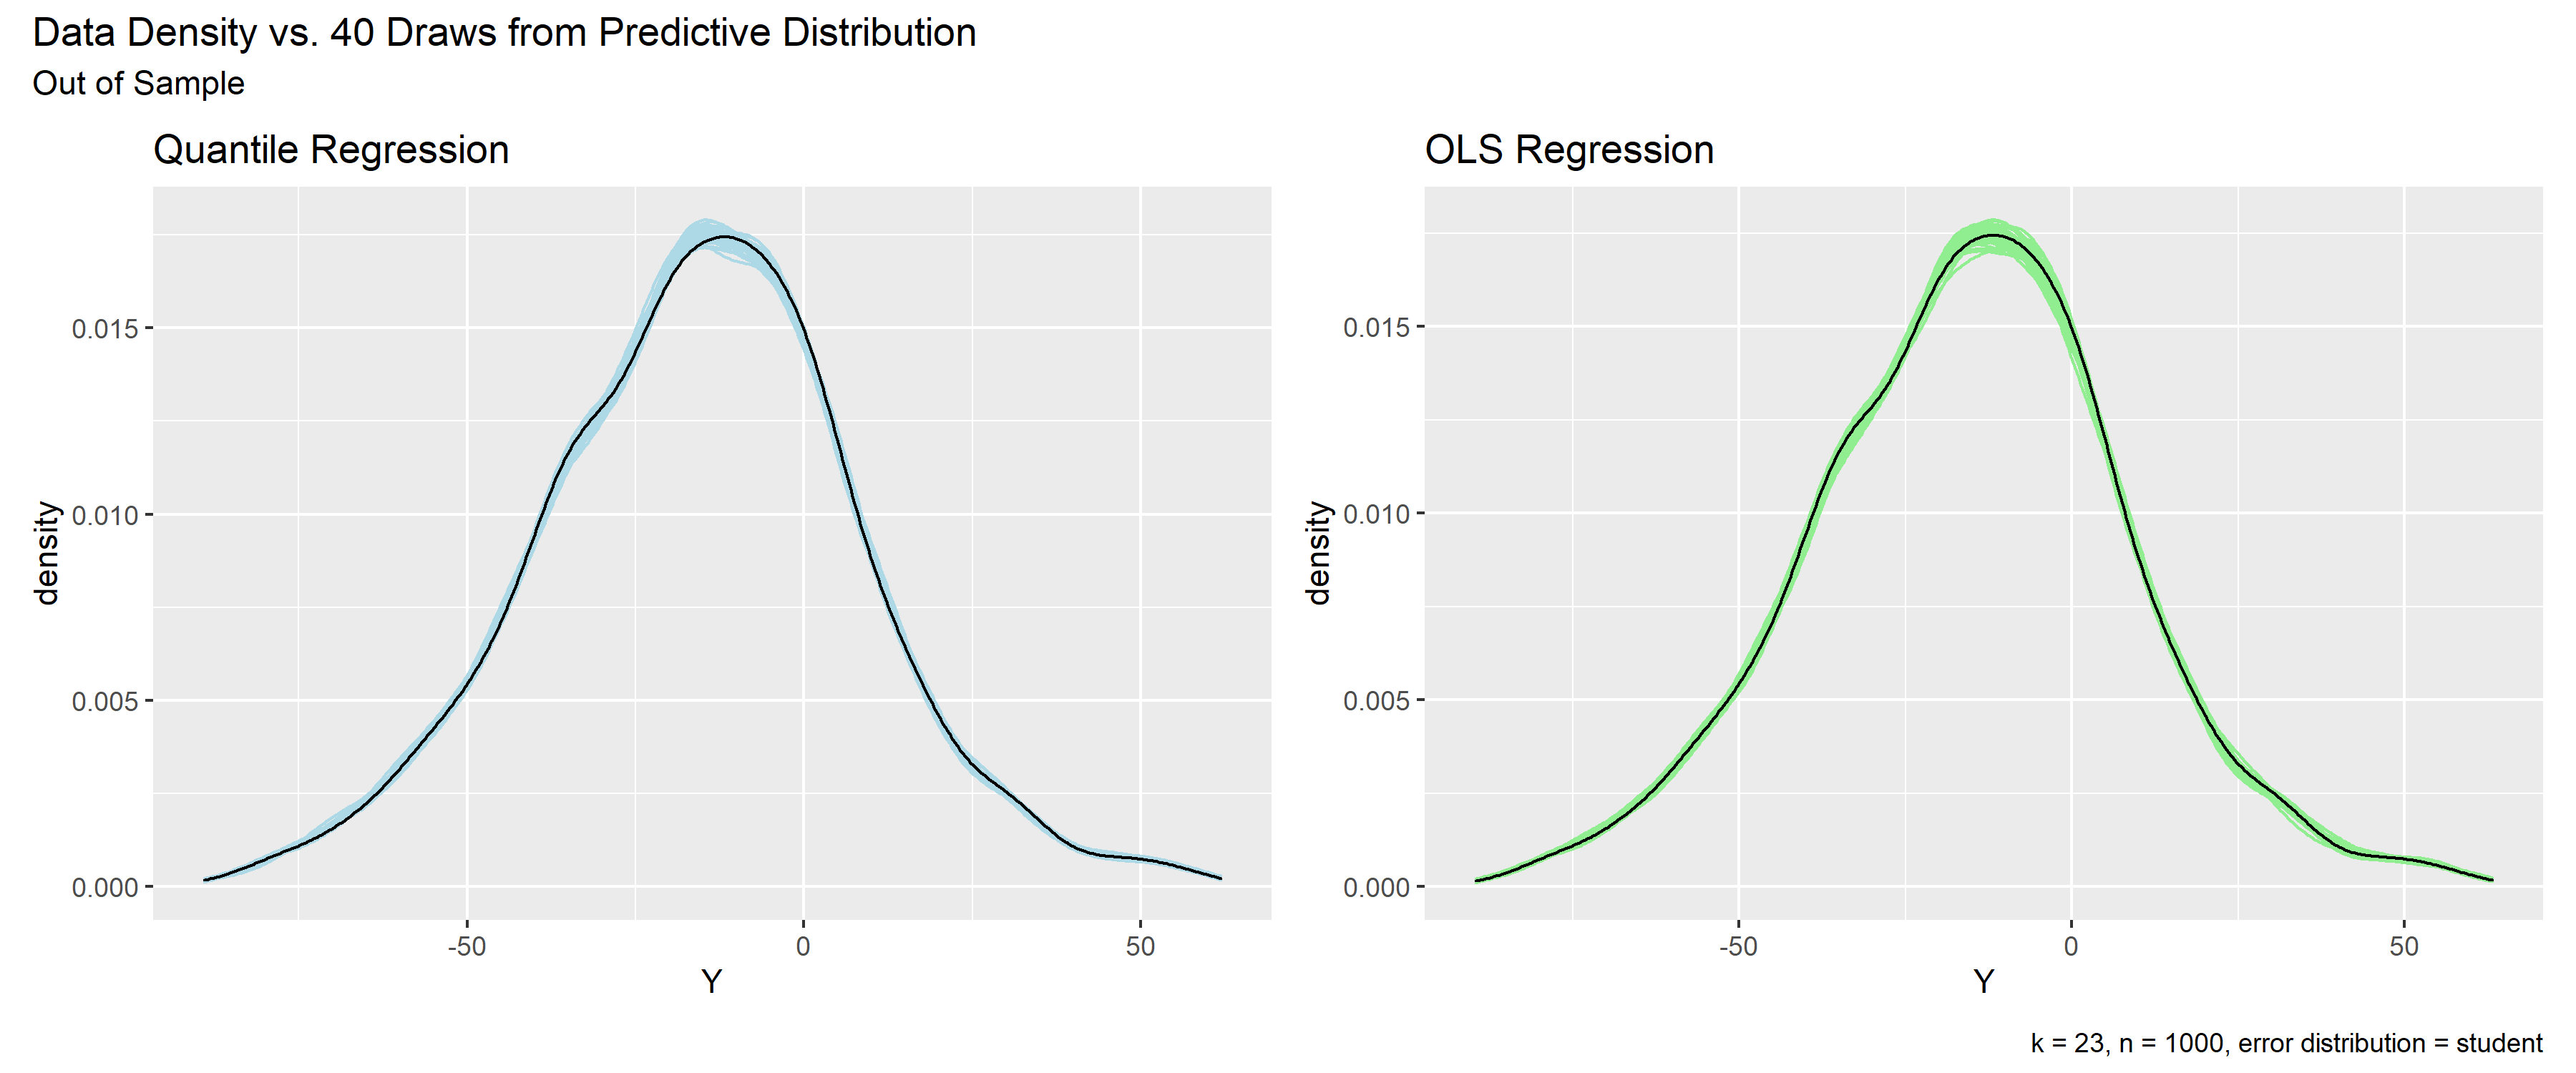 Data Density vs. 40 Draws from Predictive Distribution
Out of Sample
Quantile Regression
density
0.015
0.010
0.005
0.000
-50 0 50
Y
OLS Regression
density
0.015
0.010
0.005
0.000
-50 0 50
Y
k = 23, n = 1000, error distribution = student